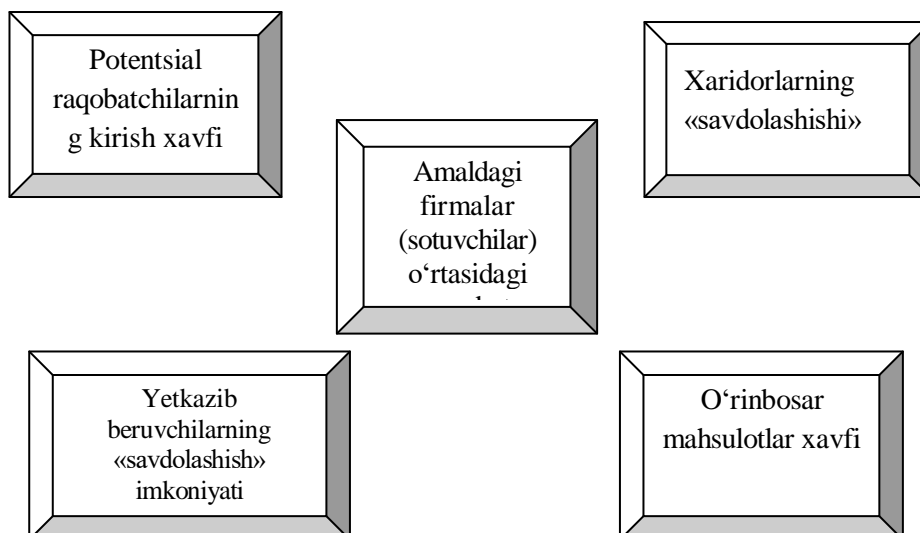 Potentsial
raqobatchilarnin
g kirish xavfi
Xaridorlarning
«savdolashishi»
Amaldagi
firmalar
(sotuvchilar)
o‘rtasidagi
Yetkazib
beruvchilarning
«savdolashish»
imkoniyati
O‘rinbosar
mahsulotlar xavfi